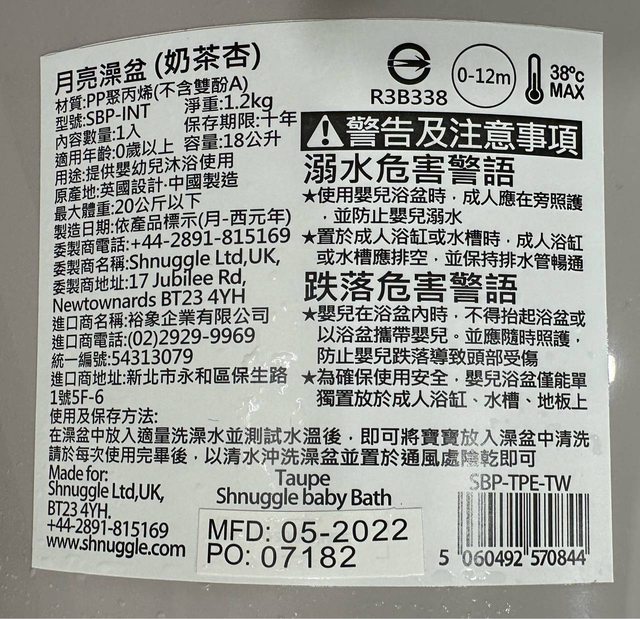 月亮澡盆 (奶茶杏)
材質:PP聚丙烯(不含雙酚A)
型號:SBP-INT 淨重:1.2kg
內容數量:1入 保存期限:十年
適用年齡:0歲以上 容量:18公升
用途:提供嬰幼兒沐浴使用
原產地:英國設計‧中國製造
最大體重:20公斤以下
製造日期:依產品標示(月-西元年)
委製商電話:+44-2891-815169
委製商名稱:Shnuggle Ltd,UK,
委製商地址:17 Jubilee Rd,
Newtownards BT23 4YH
進口商名稱:裕象企業有限公司
進口商電話:(02)2929-9969
統一編號:54313079
進口商地址:新北市永和區保生路
1號5F-6
R3B338
0-12m
38°c
MAX
警告及注意事項
溺水危害警語
★使用嬰兒浴盆時,成人應在旁照護
,並防止嬰兒溺水
★置於成人浴缸或水槽時,成人浴缸
或水槽應排空,並保持排水管暢通
跌落危害警語
★嬰兒在浴盆內時,不得抬起浴盆或
以浴盆攜帶嬰兒。並應隨時照護,
防止嬰兒跌落導致頭部受傷
★為確保使用安全,嬰兒浴盆僅能單
獨置放於成人浴缸、水槽、地板上
使用及保存方法:
在澡盆中放入適量洗澡水並測試水溫後,即可將寶寶放入澡盆中清洗
請於每次使用完畢後,以清水沖洗澡盆並置於通風處陰乾即可
Made for:
Shnuggle Ltd,UK,
BT23 4YH.
+44-2891-815169
www.shnuggle.com
Taupe
Shnuggle baby Bath
MFD: 05-2022
PO: 07182
SBP-TPE-TW
5 060492 570844